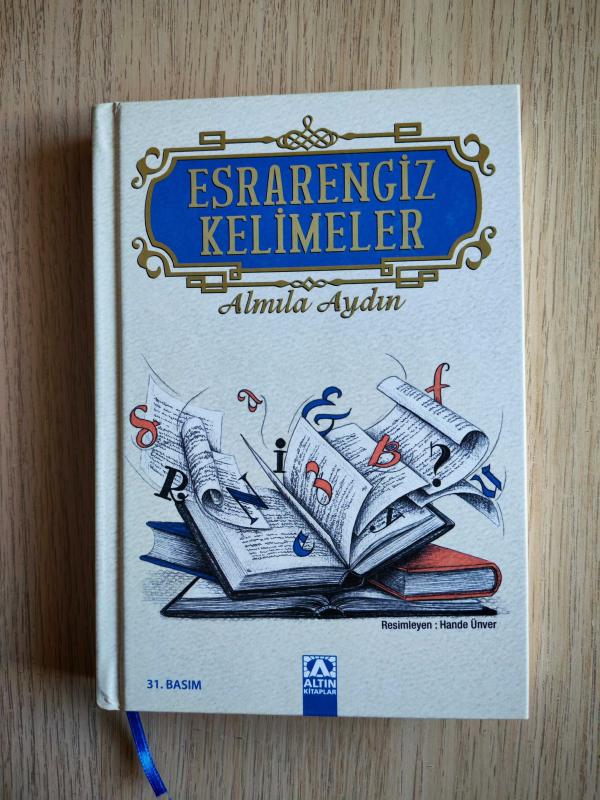 ESRARENGİZ
KELİMELER
Almıla Aydın
Resimleyen : Hande Ünver
31. BASIM
ALTIN
KİTAPLAR